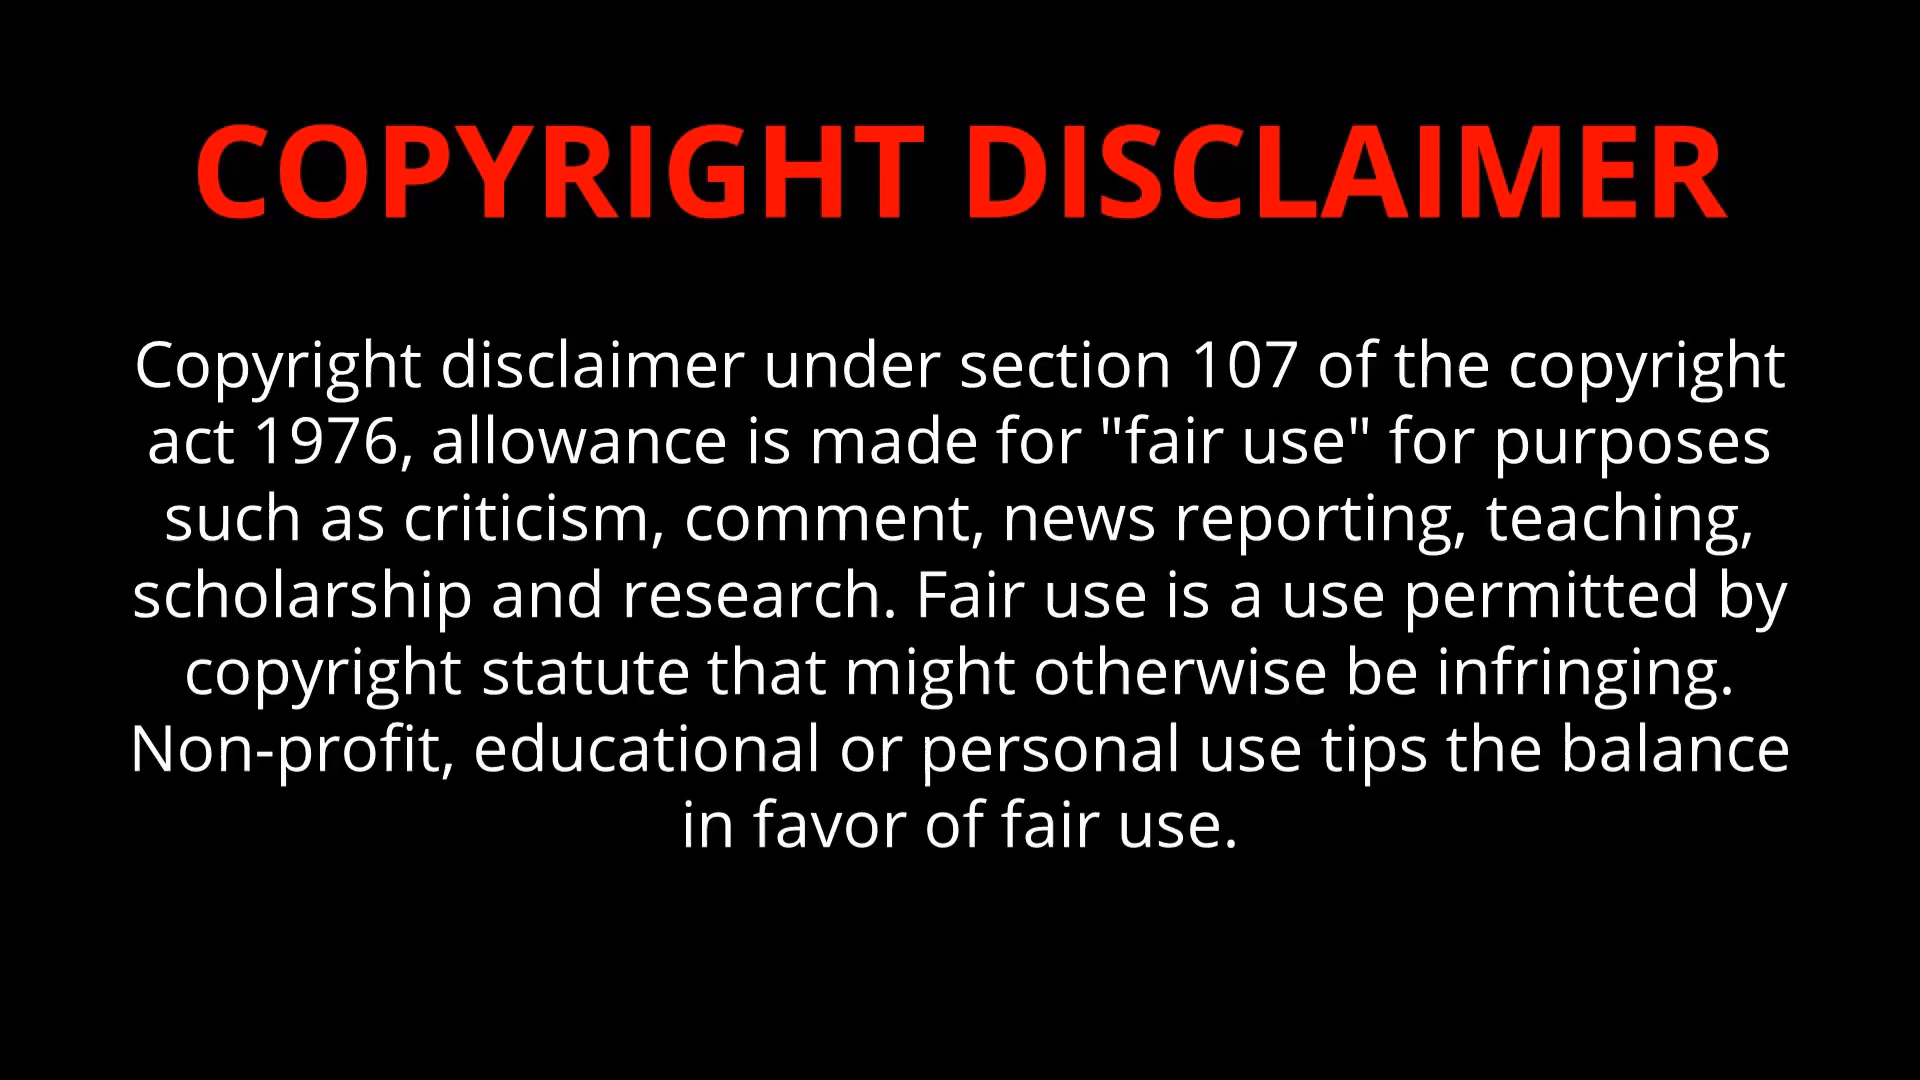 COPYRIGHT DISCLAIMER
Copyright disclaimer under section 107 of the copyright
act 1976, allowance is made for "fair use" for purposes
such as criticism, comment, news reporting, teaching,
scholarship and research. Fair use is a use permitted by
copyright statute that might otherwise be infringing.
Non-profit, educational or personal use tips the balance
in favor of fair use.